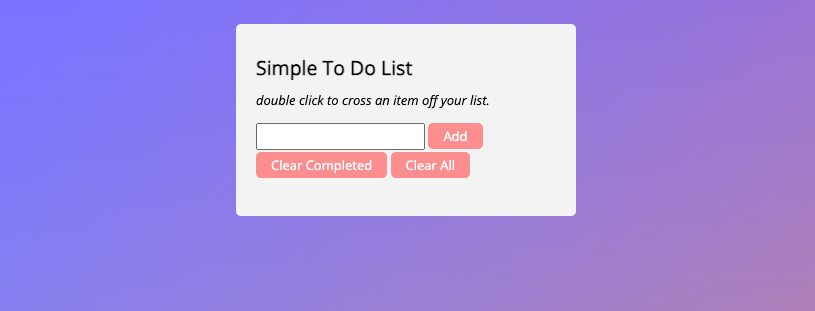 Simple To Do List
double click to cross an item off your list.
Add
Clear Completed Clear All